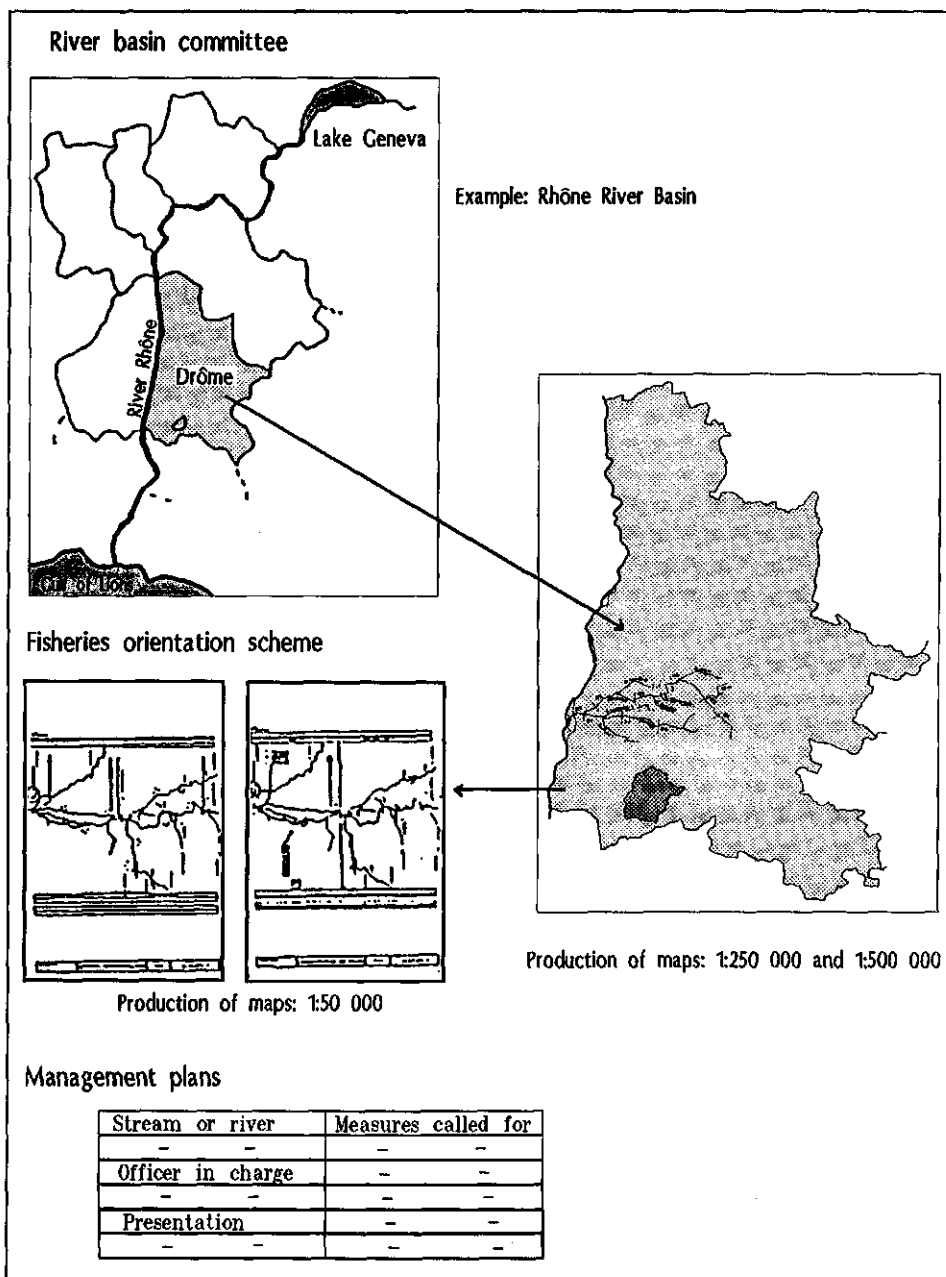 River basin committee
Lake Geneva
Example: Rhône River Basin
River Rhône
Drôme
Fisheries orientation scheme
Production of maps: 1:250 000 and 1:500 000
Production of maps: 1:50 000
Management plans
Stream or river Measures called for
– – – –
Officer in charge – –
– – – –
Presentation – –
– – – –